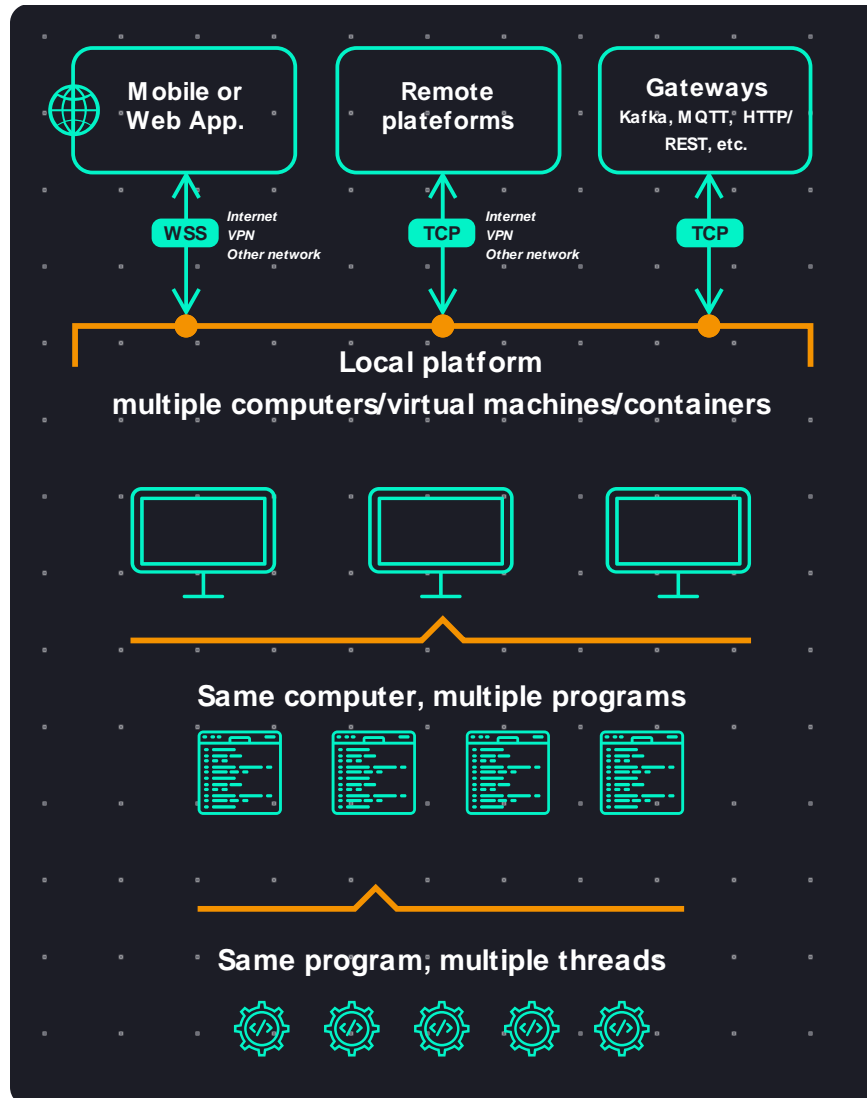 Mobile or
Web App.
Remote
plateforms
Gateways
Kafka, MQTT, HTTP/
REST, etc.
WSS
Internet
VPN
Other network
TCP
Internet
VPN
Other network
TCP
Local platform
multiple computers/virtual machines/containers
Same computer, multiple programs
Same program, multiple threads
</>
</>
</>
</>
</>